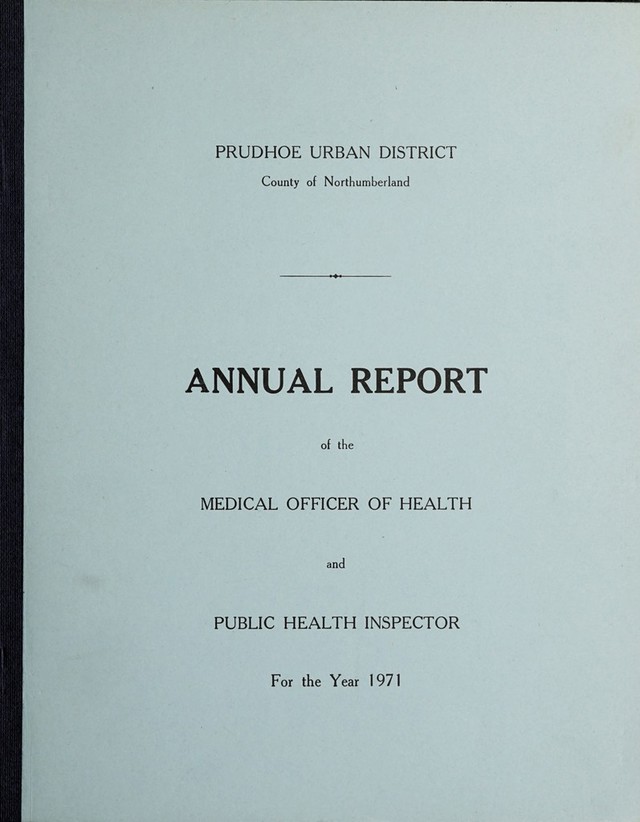 PRUDHOE URBAN DISTRICT
County of Northumberland
ANNUAL REPORT
of the
MEDICAL OFFICER OF HEALTH
and
PUBLIC HEALTH INSPECTOR
For the Year 1971